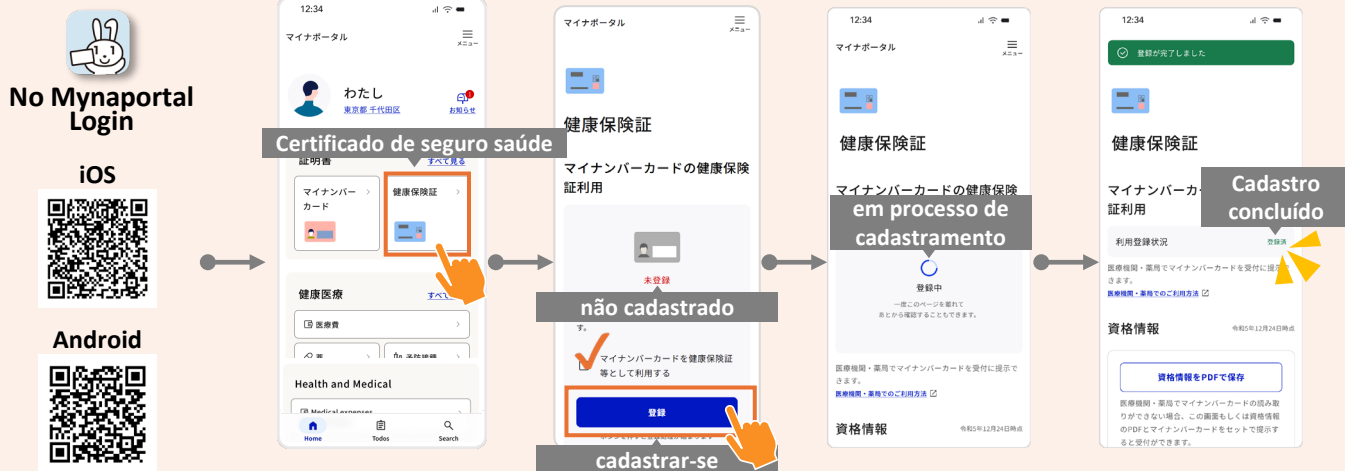 No Mynaportal
Login
iOS
Android
12:34
マイナポータル
メニュー
わたし
東京都 千代田区
お知らせ
Certificado de seguro saúde
証明書
すべて見る
マイナンバー
カード
健康保険証
健康医療
すべて
医療費
薬
予防接種
Health and Medical
Medical expenses
Home
Todos
Search
マイナポータル
メニュー
健康保険証
マイナンバーカードの健康保険
証利用
未登録
não cadastrado
す。
マイナンバーカードを健康保険証
等として利用する
登録
cadastrar-se
12:34
マイナポータル
メニュー
健康保険証
マイナンバーカードの健康保険
em processo de
cadastramento
登録中
一度このページを離れて
あとから確認することもできます。
医療機関・薬局でマイナンバーカードを受付に提示で
きます。
医療機関・薬局でのご利用方法
資格情報
令和5年12月24日時点
12:34
登録が完了しました
健康保険証
マイナンバーカ
証利用
Cadastro
concluído
利用登録状況
登録済
医療機関・薬局でマイナンバーカードを受付に提示
きます。
医療機関・薬局でのご利用方法
資格情報
令和5年12月24日時点
資格情報をPDFで保存
医療機関・薬局でマイナンバーカードの読み取
りができない場合、この画面もしくは資格情報
のPDFとマイナンバーカードをセットで提示す
ると受付ができます。